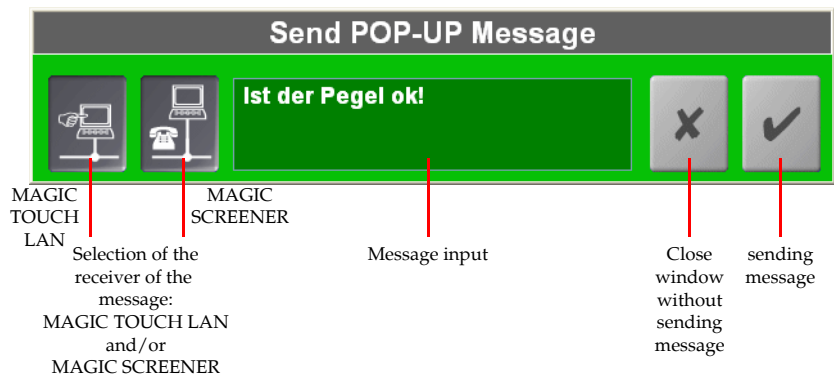 Send POP-UP Message
Ist der Pegel ok!
MAGIC
TOUCH
LAN
MAGIC
SCREENER
Selection of the
receiver of the
message:
MAGIC TOUCH LAN
and/or
MAGIC SCREENER
Message input
Close
window
without
sending
message
sending
message